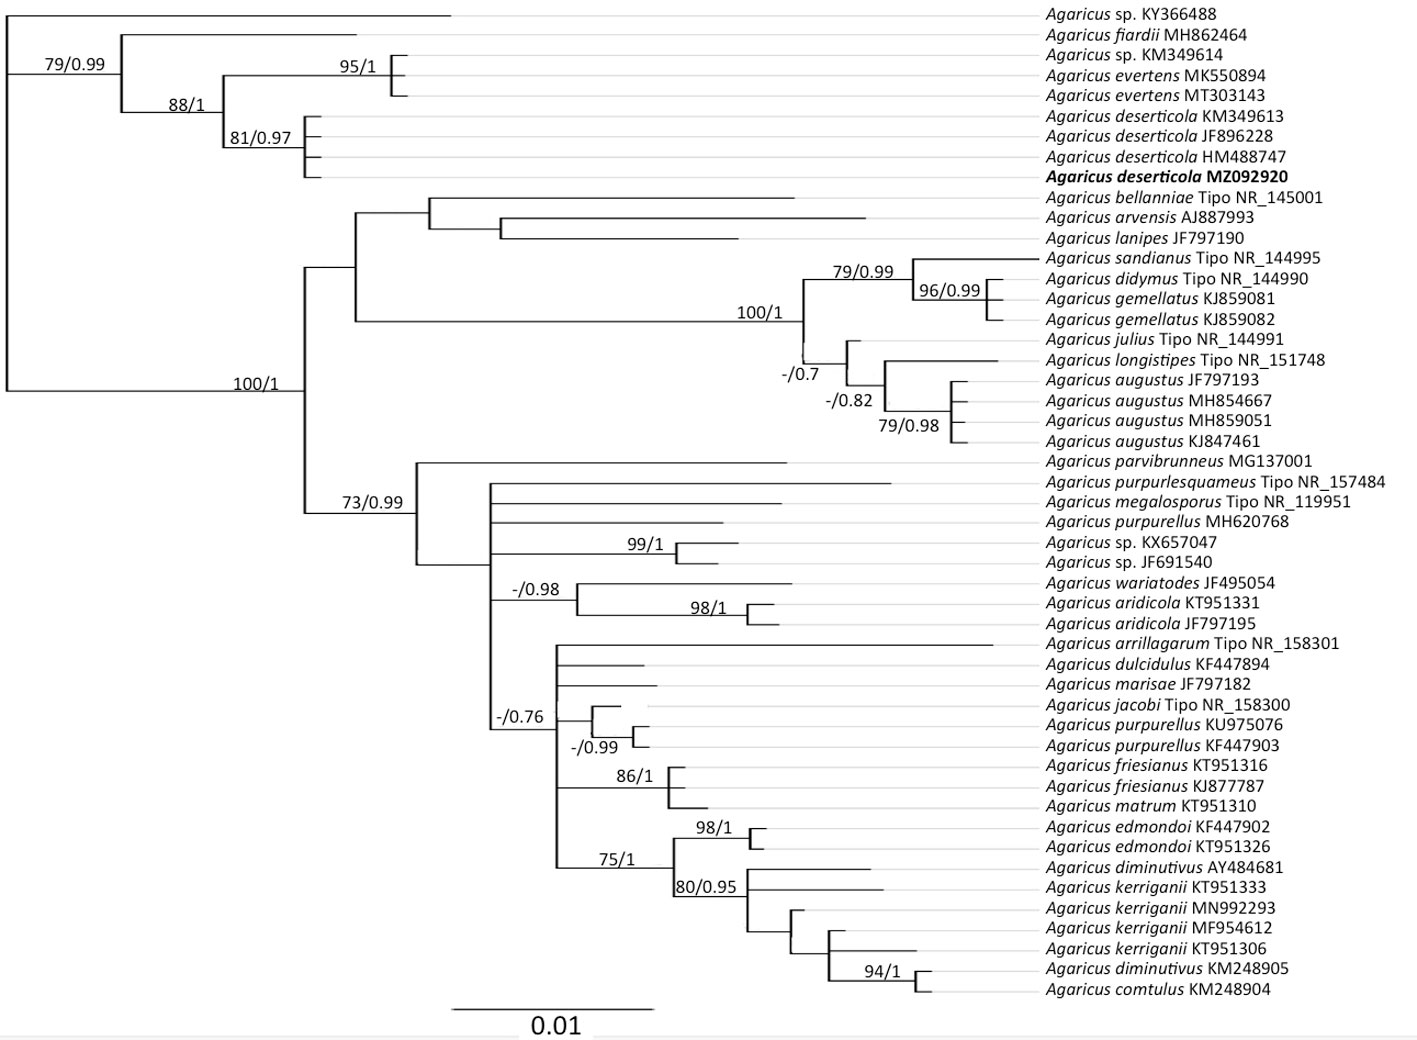 Agaricus sp. KY366488
Agaricus fiardii MH862464
79/0.99
Agaricus sp. KM349614
95/1
Agaricus evertens MK550894
Agaricus evertens MT303143
88/1
Agaricus deserticola KM349613
81/0.97
Agaricus deserticola JF896228
Agaricus deserticola HM488747
Agaricus deserticola MZ092920
Agaricus bellanniae Tipo NR_145001
Agaricus arvensis AJ887993
Agaricus lanipes JF797190
Agaricus sandianus Tipo NR_144995
79/0.99
Agaricus didymus Tipo NR_144990
96/0.99
Agaricus gemellatus KJ859081
100/1
Agaricus gemellatus KJ859082
Agaricus julius Tipo NR_144991
Agaricus longistipes Tipo NR_151748
-/0.7
Agaricus augustus JF797193
100/1
-/0.82
Agaricus augustus MH854667
79/0.98
Agaricus augustus MH859051
Agaricus augustus KJ847461
Agaricus parvibrunneus MG137001
Agaricus purpurlesquameus Tipo NR_157484
73/0.99
Agaricus megalosporus Tipo NR_119951
Agaricus purpurellus MH620768
99/1
Agaricus sp. KX657047
Agaricus sp. JF691540
-/0.98
Agaricus wariatodes JF495054
98/1
Agaricus aridicola KT951331
Agaricus aridicola JF797195
Agaricus arrillagarum Tipo NR_158301
Agaricus dulcidulus KF447894
Agaricus marisae JF797182
Agaricus jacobi Tipo NR_158300
-/0.76
Agaricus purpurellus KU975076
-/0.99
Agaricus purpurellus KF447903
Agaricus friesianus KT951316
86/1
Agaricus friesianus KJ877787
Agaricus matrum KT951310
98/1
Agaricus edmondoi KF447902
Agaricus edmondoi KT951326
75/1
Agaricus diminutivus AY484681
80/0.95
Agaricus kerriganii KT951333
Agaricus kerriganii MN992293
Agaricus kerriganii MF954612
Agaricus kerriganii KT951306
94/1
Agaricus diminutivus KM248905
Agaricus comtulus KM248904
0.01